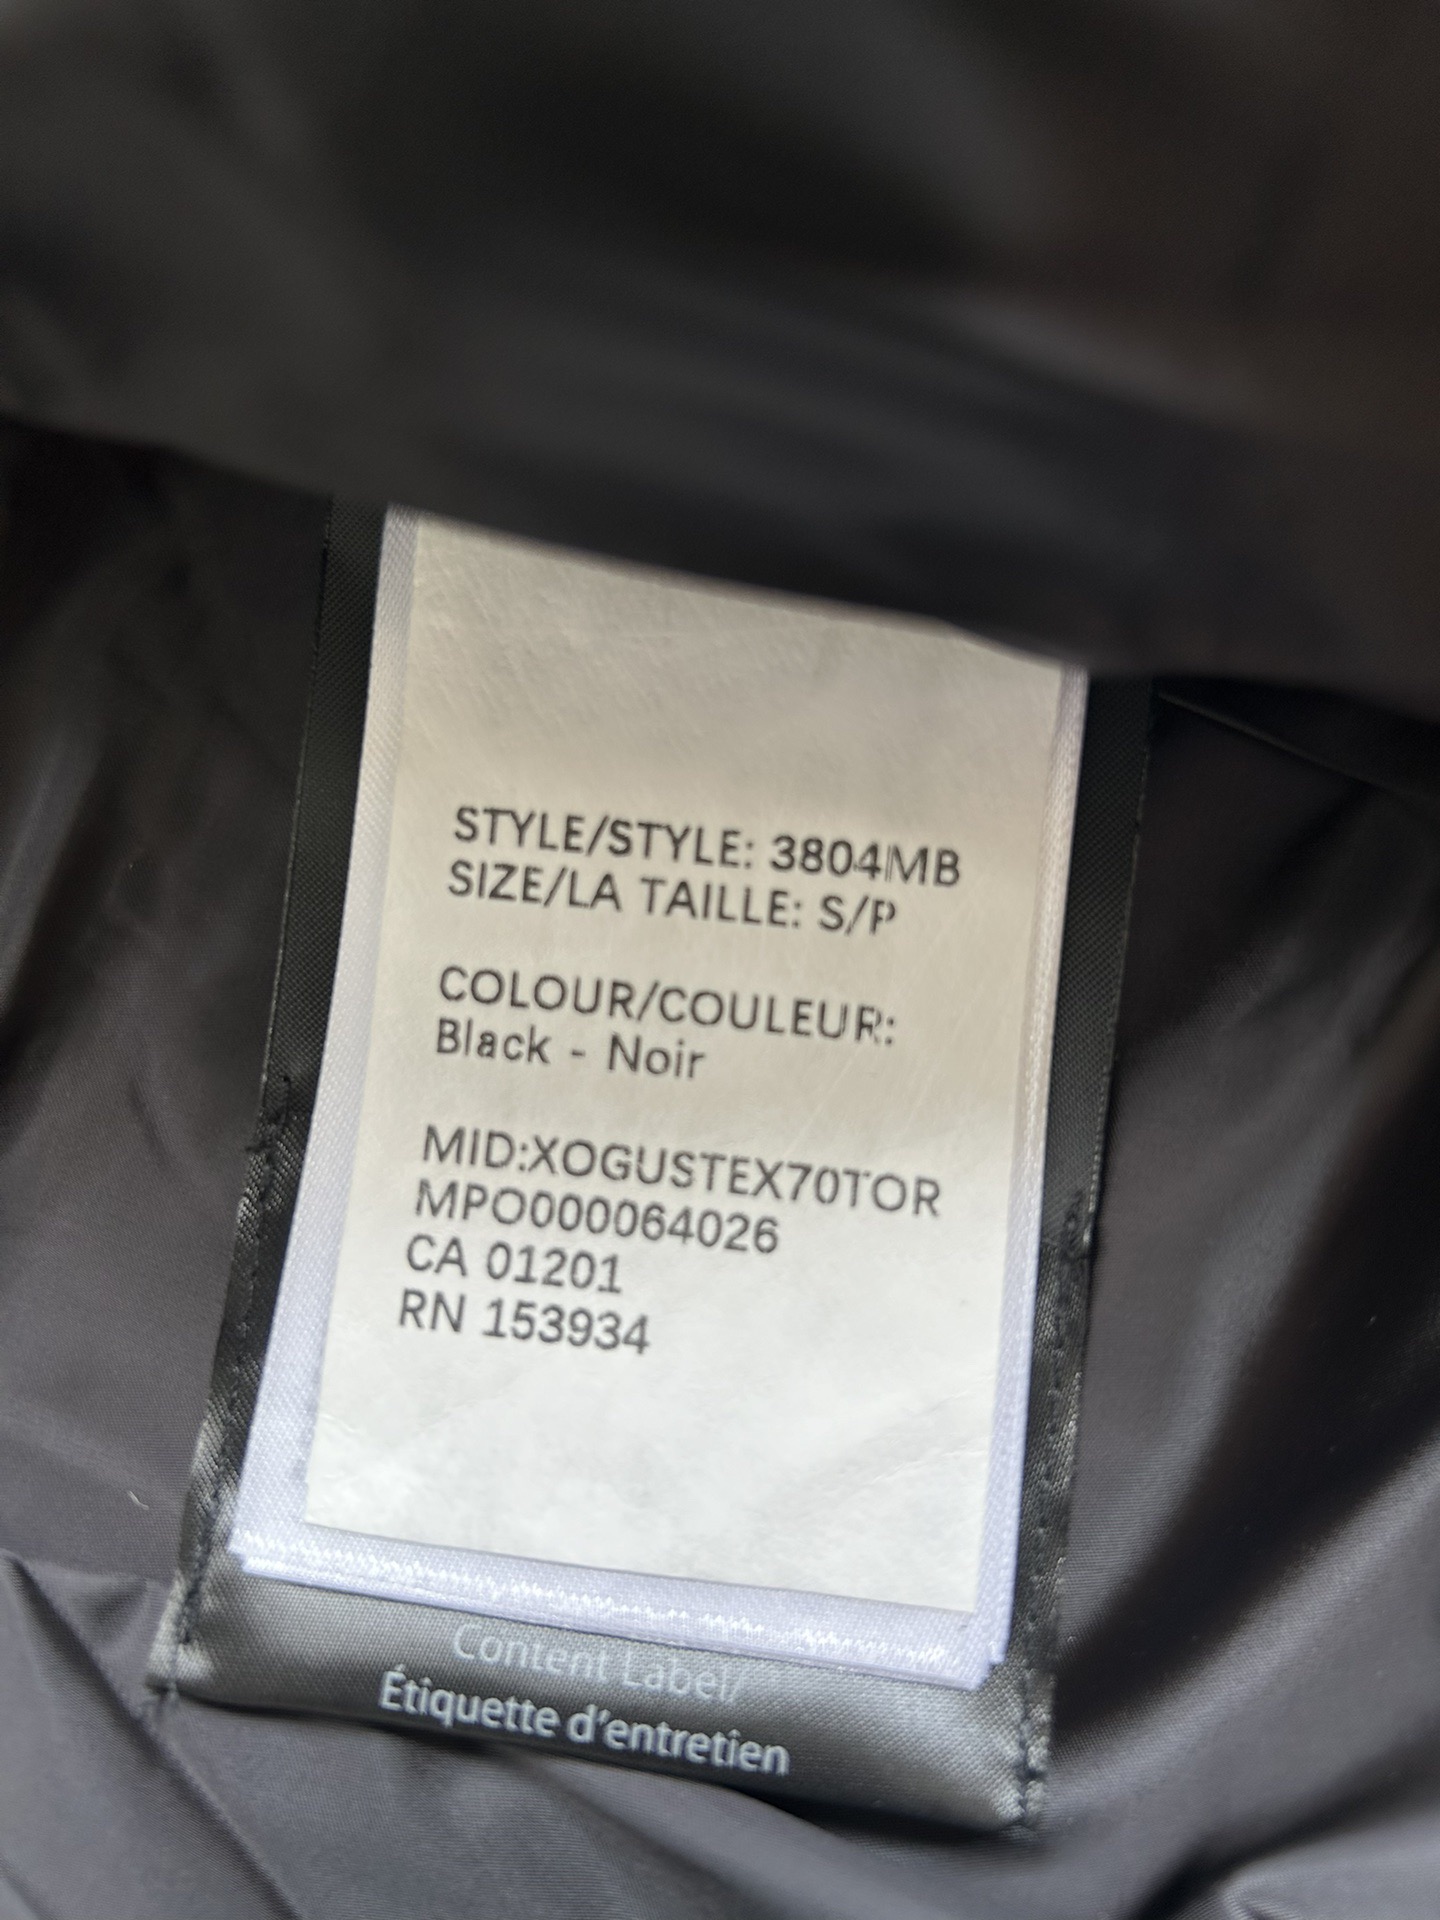 STYLE/STYLE: 3804MB
SIZE/LA TAILLE: S/P
COLOUR/COULEUR:
Black - Noir
MID:XOGUSTEX70TOR
MPO000064026
CA 01201
RN 153934
Content Label/
Étiquette d'entretien